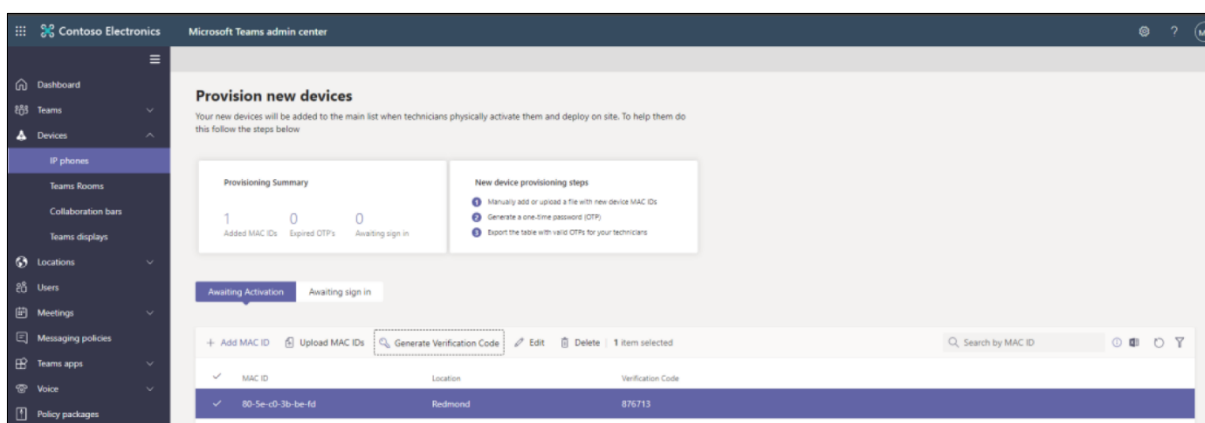 Contoso Electronics
Microsoft Teams admin center
?
M
Dashboard
Teams
Devices
IP phones
Teams Rooms
Collaboration bars
Teams displays
Locations
Users
Meetings
Messaging policies
Teams apps
Voice
Policy packages
Provision new devices
Your new devices will be added to the main list when technicians physically activate them and deploy on site. To help them do
this follow the steps below
Provisioning Summary
1 0 0
Added MAC IDs Expired OTP's Awaiting sign in
New device provisioning steps
1 Manually add or upload a file with new device MAC IDs
2 Generate a one-time password (OTP)
3 Export the table with valid OTPs for your technicians
Awaiting Activation Awaiting sign in
+ Add MAC ID Upload MAC IDs Generate Verification Code Edit Delete | 1 item selected Search by MAC ID
MAC ID Location Verification Code
80-5e-c0-3b-be-fd Redmond 876713